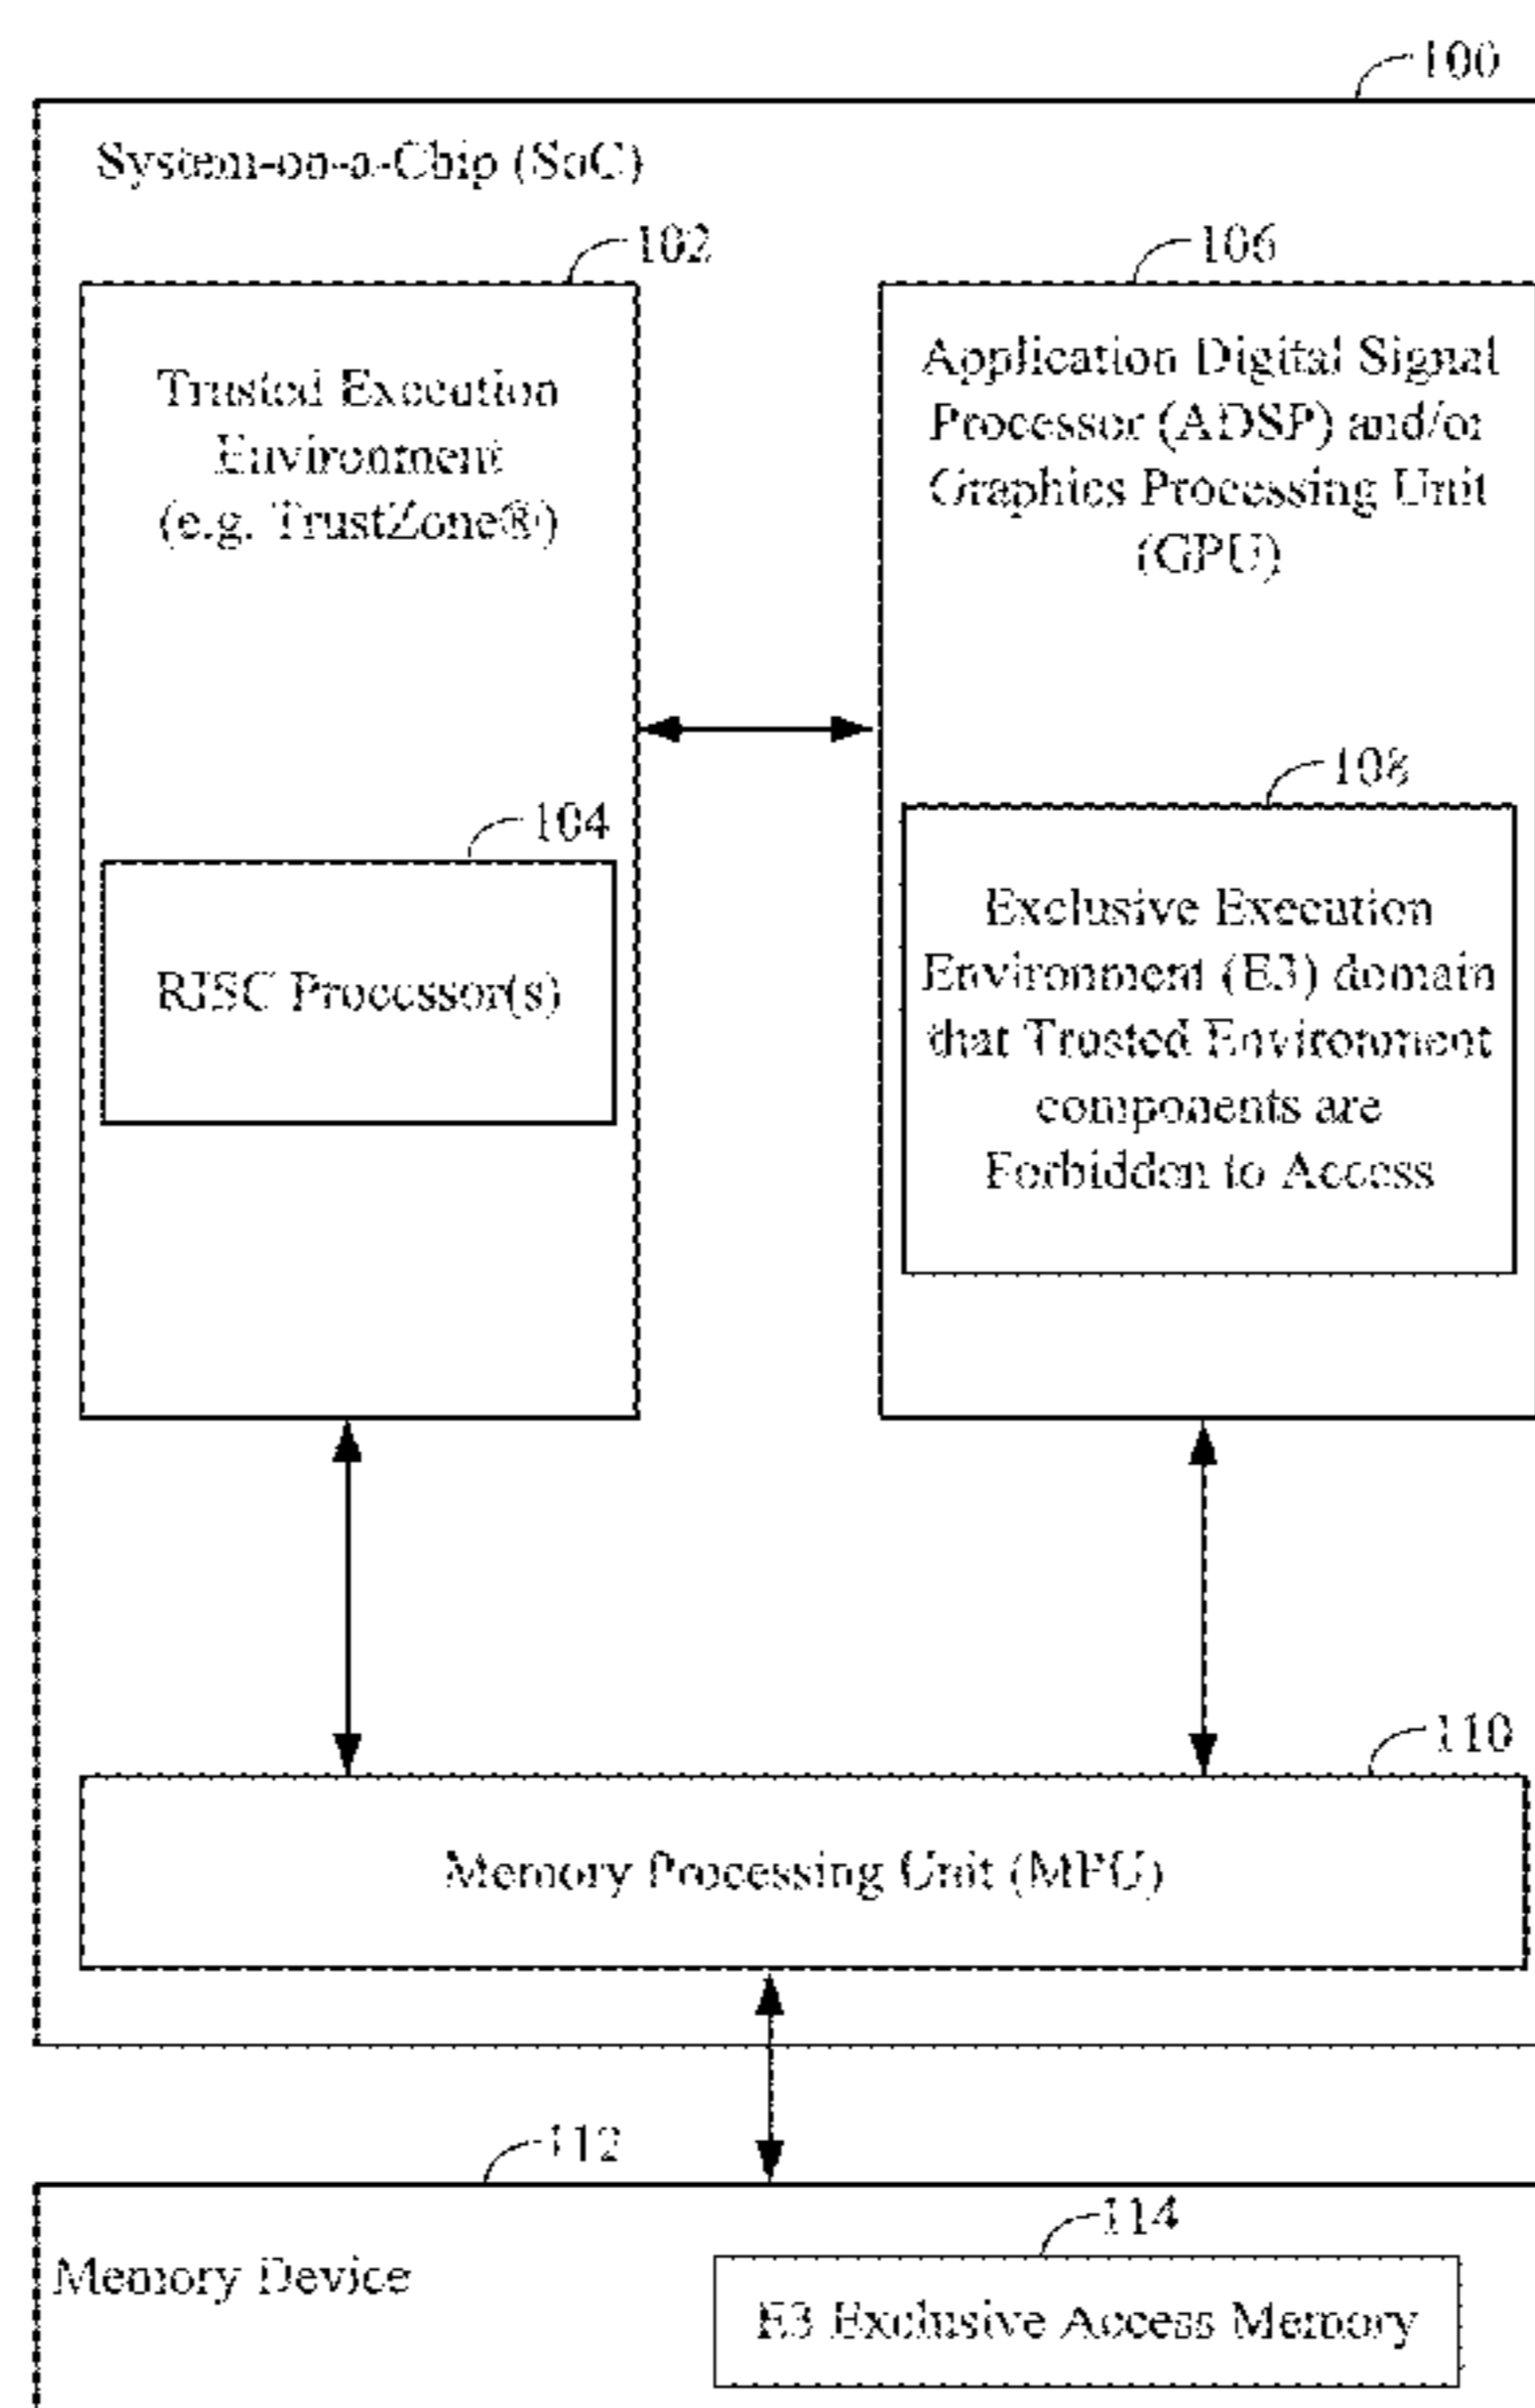 100
System-on-a-Chip (SoC)
102
106
Trusted Execution
Environment
(e.g. TrustZone®)
Application Digital Signal
Processor (ADSP) and/or
Graphics Processing Unit
(GPU)
108
104
RISC Processor(s)
Exclusive Execution
Environment (E3) domain
that Trusted Environment
components are
Forbidden to Access
110
Memory Processing Unit (MPU)
112
114
Memory Device
E3 Exclusive Access Memory